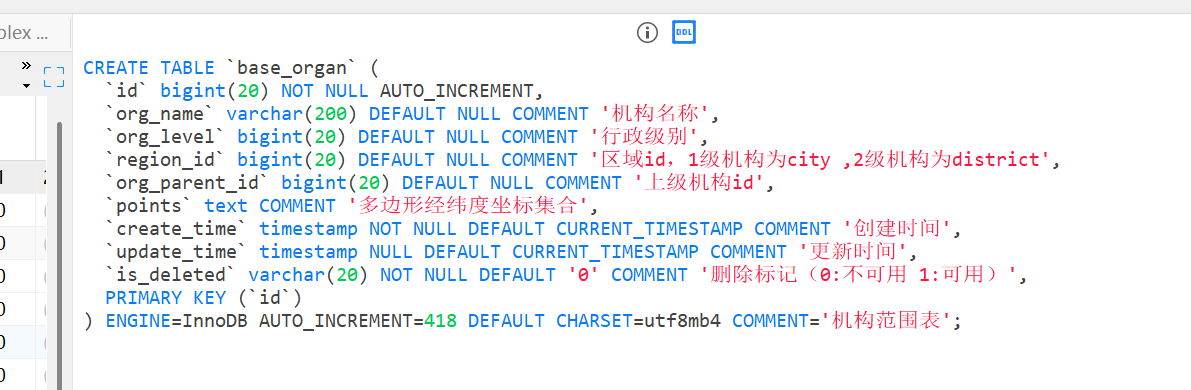 plex ...
DDL
CREATE TABLE `base_organ` (
`id` bigint(20) NOT NULL AUTO_INCREMENT,
`org_name` varchar(200) DEFAULT NULL COMMENT '机构名称',
`org_level` bigint(20) DEFAULT NULL COMMENT '行政级别',
`region_id` bigint(20) DEFAULT NULL COMMENT '区域id，1级机构为city ,2级机构为district',
`org_parent_id` bigint(20) DEFAULT NULL COMMENT '上级机构id',
`points` text COMMENT '多边形经纬度坐标集合',
`create_time` timestamp NOT NULL DEFAULT CURRENT_TIMESTAMP COMMENT '创建时间',
`update_time` timestamp NULL DEFAULT CURRENT_TIMESTAMP COMMENT '更新时间',
`is_deleted` varchar(20) NOT NULL DEFAULT '0' COMMENT '删除标记（0:不可用 1:可用）',
PRIMARY KEY (`id`)
) ENGINE=InnoDB AUTO_INCREMENT=418 DEFAULT CHARSET=utf8mb4 COMMENT='机构范围表';